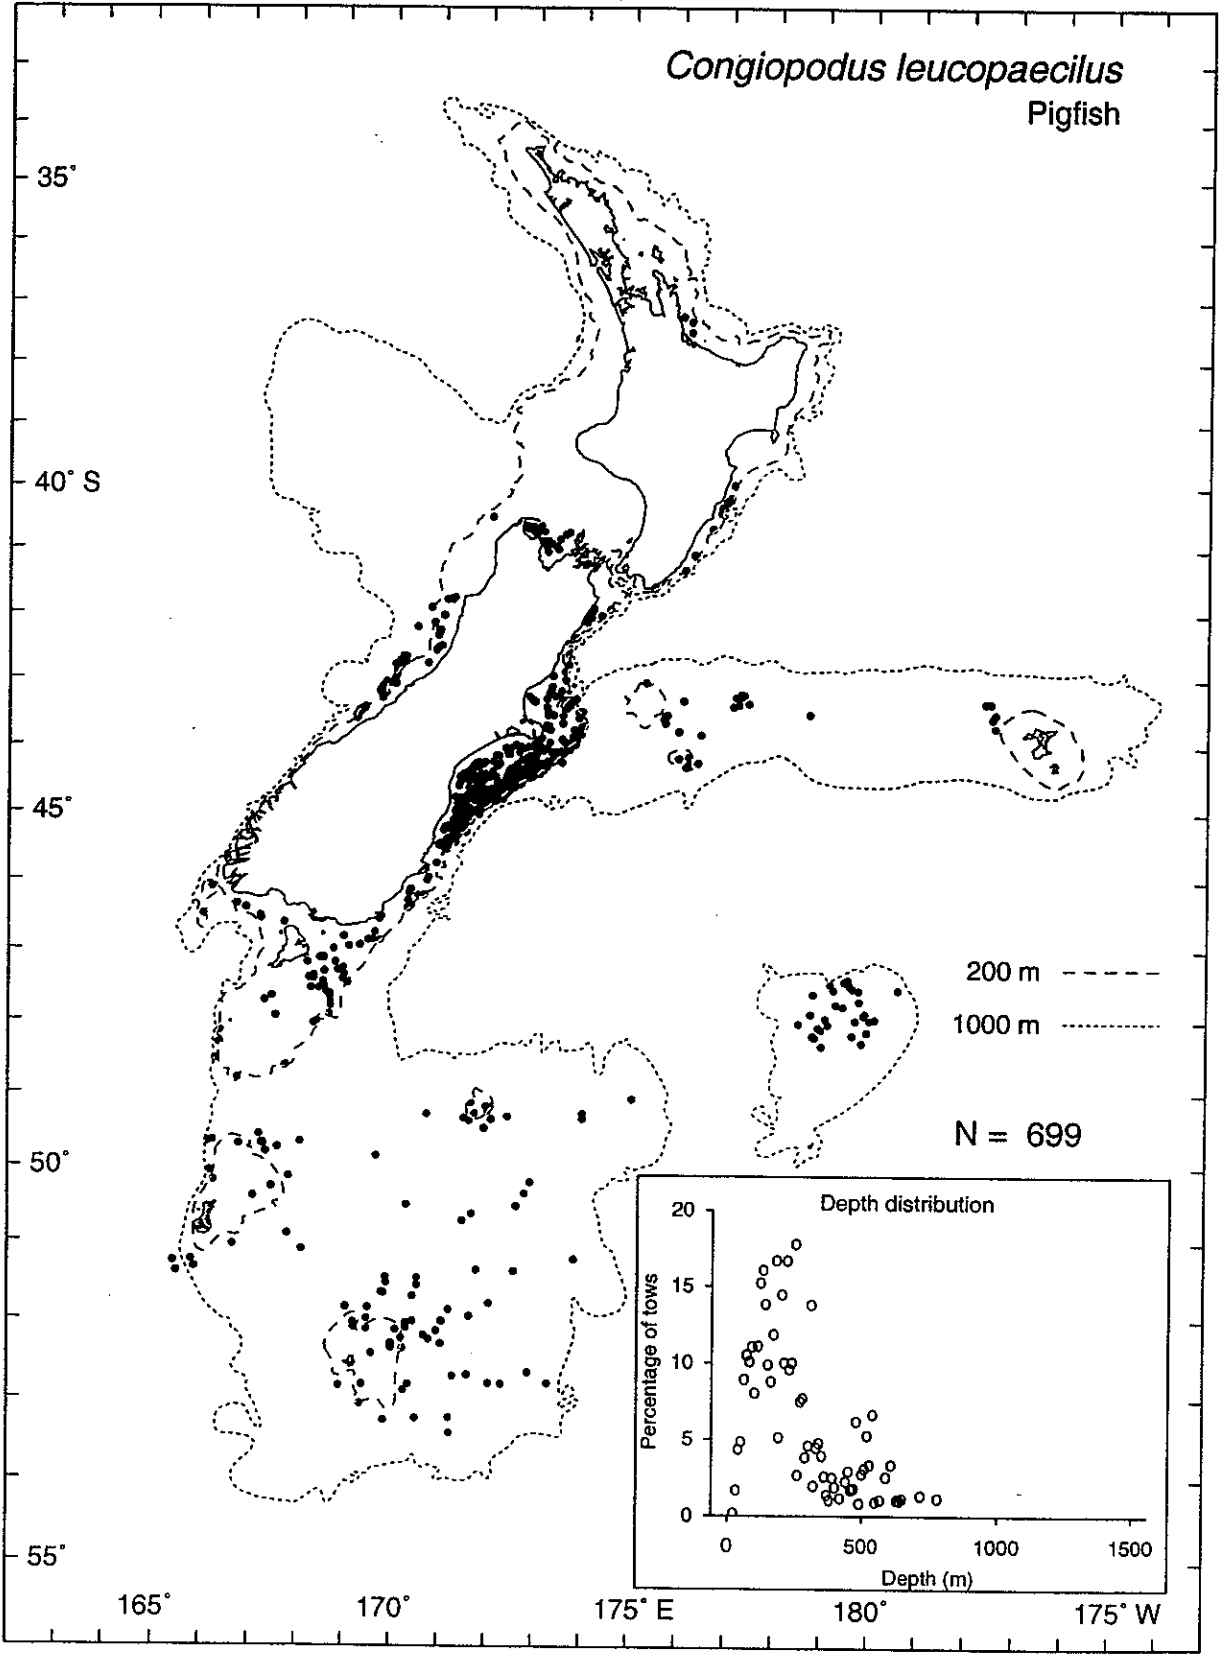 Congiopodus leucopaecilus
Pigfish
35°
40° S
45°
200 m
1000 m
N = 699
50°
Depth distribution
20
15
10
5
0
Percentage of tows
0 500 1000 1500
Depth (m)
55°
165° 170° 175° E 180° 175° W